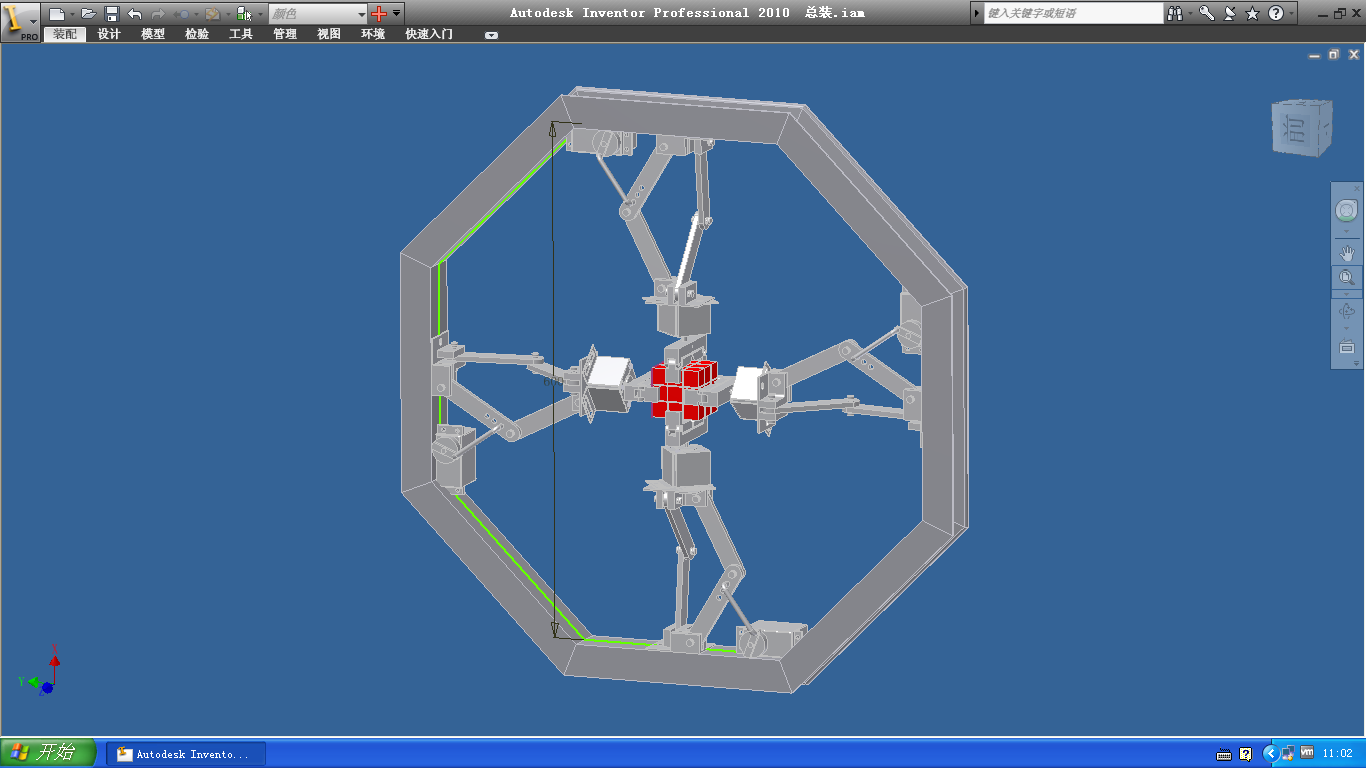 颜色
Autodesk Inventor Professional 2010 总装.iam
键入关键字或短语
PRO
装配 设计 模型 检验 工具 管理 视图 环境 快速入门
X
Y
Z
开始
Autodesk Invento...
vm
11:02